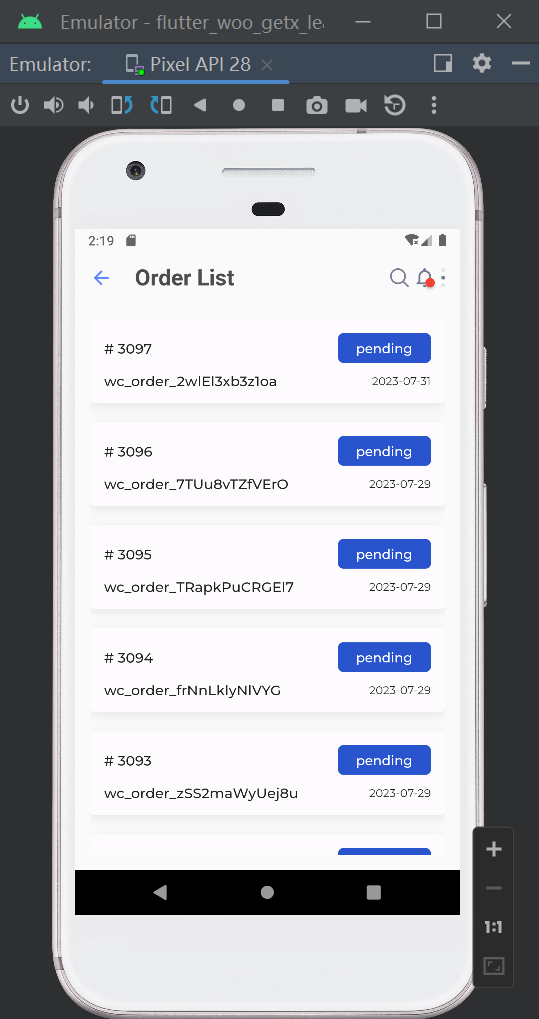 Emulator - flutter_woo_getx_le
Emulator: Pixel API 28
2:19
Order List
# 3097 pending
wc_order_2wlEl3xb3z1oa 2023-07-31
# 3096 pending
wc_order_7TUu8vTZfVErO 2023-07-29
# 3095 pending
wc_order_TRapkPuCRGEl7 2023-07-29
# 3094 pending
wc_order_frNnLklyNlVYG 2023-07-29
# 3093 pending
wc_order_zSS2maWyUej8u 2023-07-29
1:1